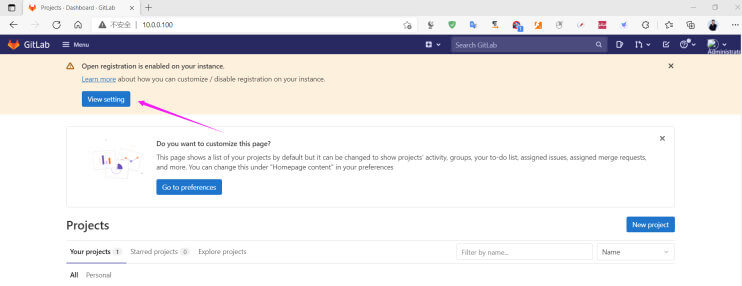 Projects - Dashboard - GitLab
不安全 | 10.0.0.100
GitLab Menu Search GitLab
Administrator
Open registration is enabled on your instance.
Learn more about how you can customize / disable registration on your instance.
View setting
Do you want to customize this page?
This page shows a list of your projects by default but it can be changed to show projects' activity, groups, your to-do list, assigned issues, assigned merge requests,
and more. You can change this under "Homepage content" in your preferences
Go to preferences
Projects
New project
Your projects 1 Starred projects 0 Explore projects Filter by name... Name
All Personal